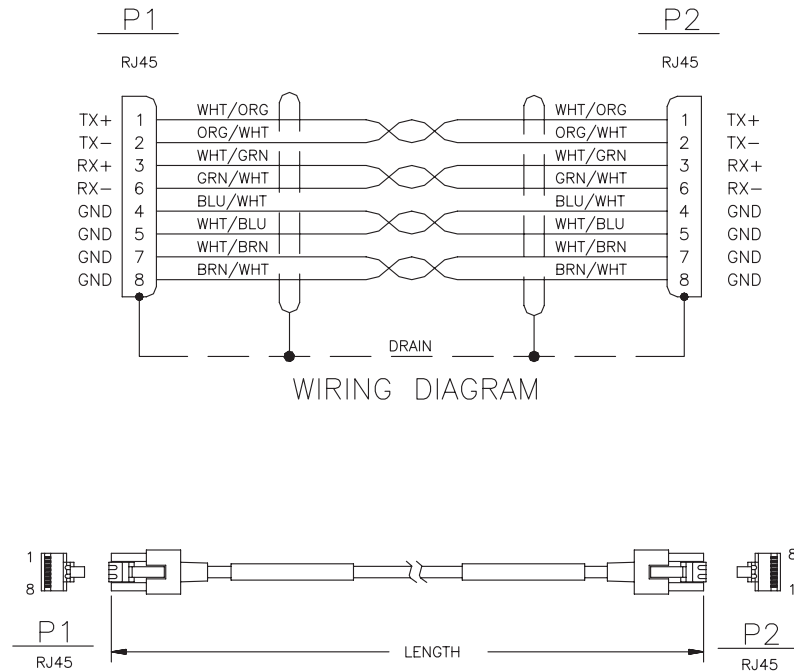 P1 P2
RJ45 RJ45
TX+ 1 WHT/ORG WHT/ORG 1 TX+
TX- 2 ORG/WHT ORG/WHT 2 TX-
RX+ 3 WHT/GRN WHT/GRN 3 RX+
RX- 6 GRN/WHT GRN/WHT 6 RX-
GND 4 BLU/WHT BLU/WHT 4 GND
GND 5 WHT/BLU WHT/BLU 5 GND
GND 7 WHT/BRN WHT/BRN 7 GND
GND 8 BRN/WHT BRN/WHT 8 GND
DRAIN
WIRING DIAGRAM
1 8
8 1
P1 P2
LENGTH
RJ45 RJ45